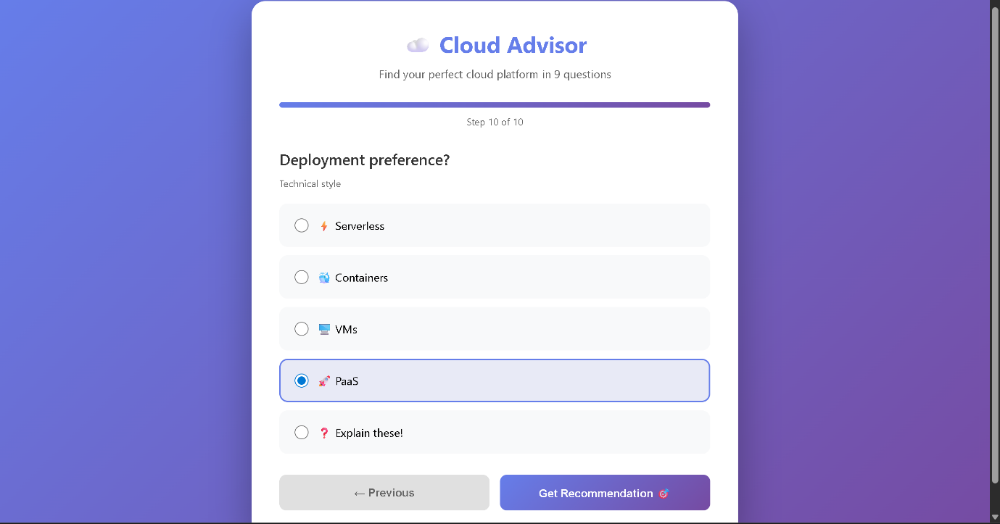 Cloud Advisor
Find your perfect cloud platform in 9 questions
Step 10 of 10
Deployment preference?
Technical style
Serverless
Containers
VMs
PaaS
Explain these!
← Previous
Get Recommendation